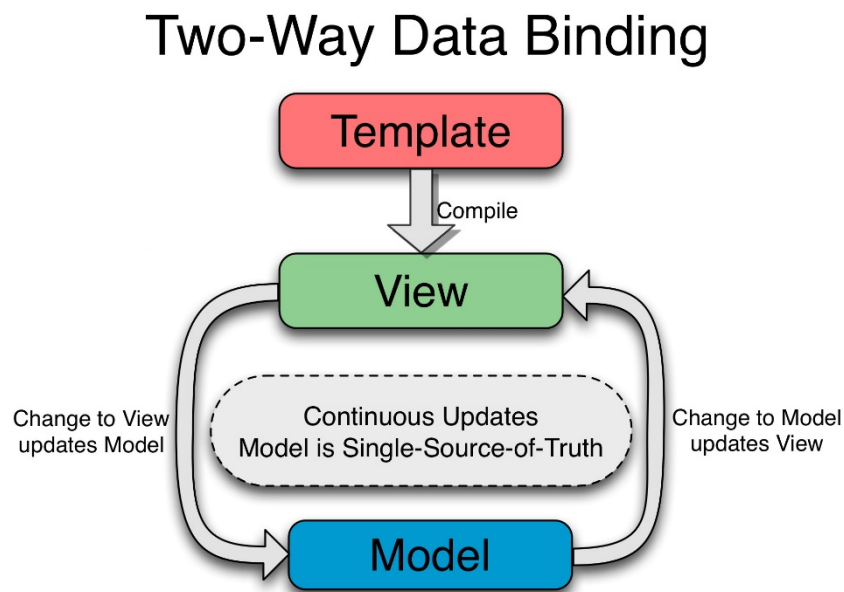 Two-Way Data Binding
Template
Compile
View
Change to View
updates Model
Continuous Updates
Model is Single-Source-of-Truth
Change to Model
updates View
Model